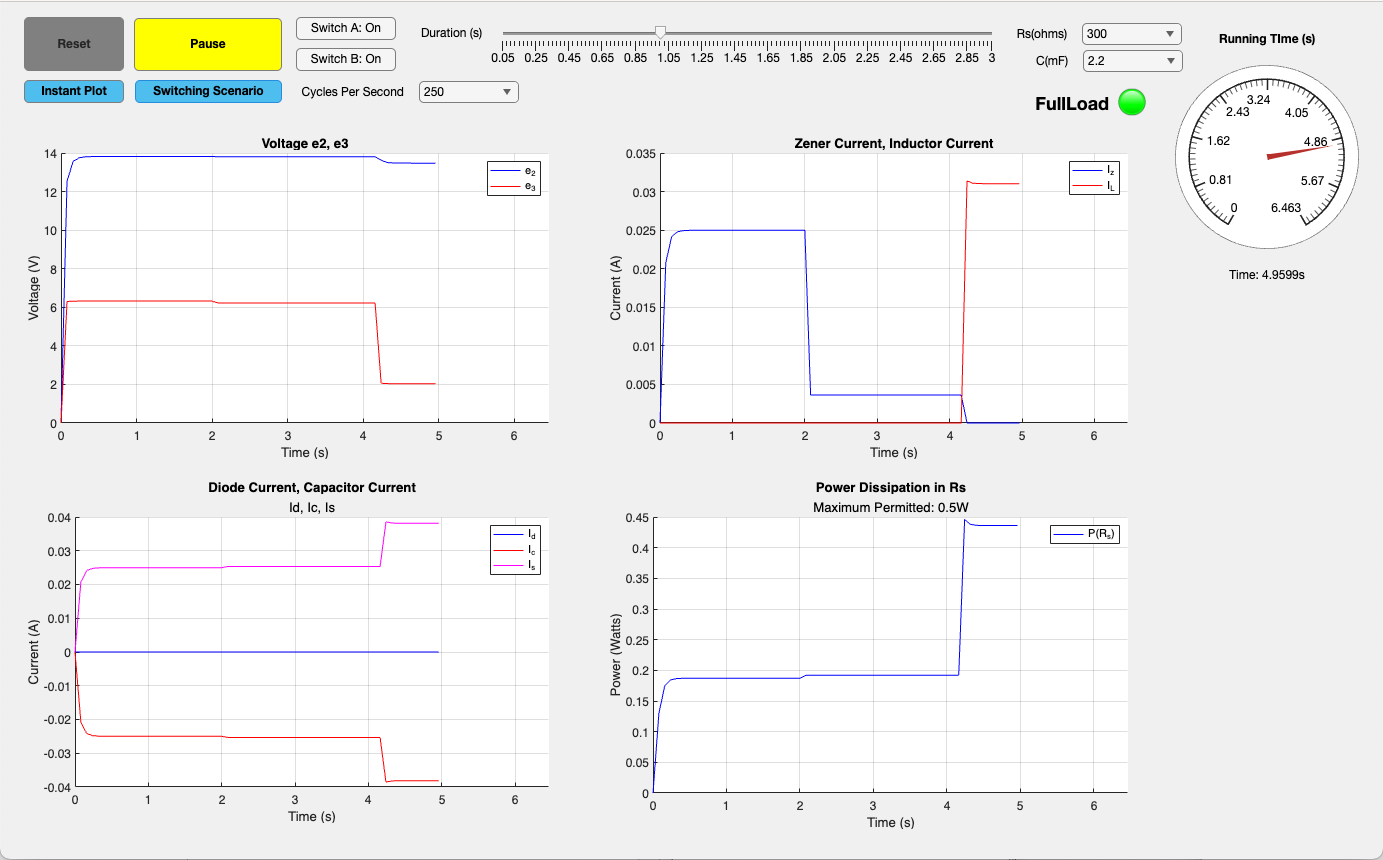 Reset
Pause
Switch A: On
Switch B: On
Instant Plot
Switching Scenario
Duration (s)
0.05 0.25 0.45 0.65 0.85 1.05 1.25 1.45 1.65 1.85 2.05 2.25 2.45 2.65 2.85 3
Cycles Per Second 250
Rs(ohms) 300
C(mF) 2.2
FullLoad
Running TIme (s)
0 0.81 1.62 2.43 3.24 4.05 4.86 5.67 6.463
Time: 4.9599s
Voltage e2, e3
e2
e3
Voltage (V)
14
12
10
8
6
4
2
0
0 1 2 3 4 5 6
Time (s)
Zener Current, Inductor Current
Iz
IL
Current (A)
0.035
0.03
0.025
0.02
0.015
0.01
0.005
0
0 1 2 3 4 5 6
Time (s)
Diode Current, Capacitor Current
Id, Ic, Is
Id
Ic
Is
Current (A)
0.04
0.03
0.02
0.01
0
-0.01
-0.02
-0.03
-0.04
0 1 2 3 4 5 6
Time (s)
Power Dissipation in Rs
Maximum Permitted: 0.5W
P(Rs)
Power (Watts)
0.45
0.4
0.35
0.3
0.25
0.2
0.15
0.1
0.05
0
0 1 2 3 4 5 6
Time (s)